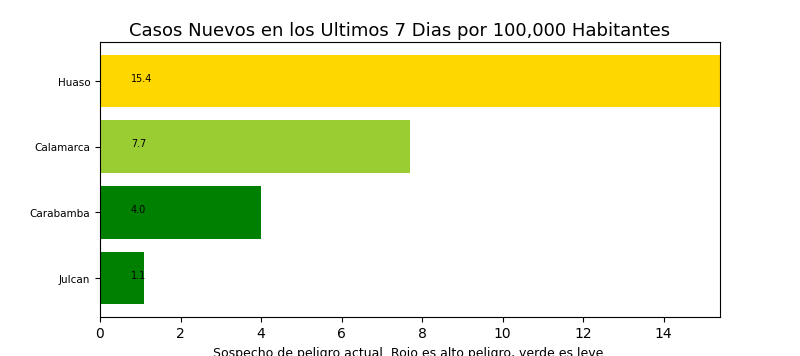 Casos Nuevos en los Ultimos 7 Dias por 100,000 Habitantes
Huaso 15.4
Calamarca 7.7
Carabamba 4.0
Julcan 1.1
0 2 4 6 8 10 12 14
Sospecho de peligro actual. Rojo es alto peligro, verde es leve